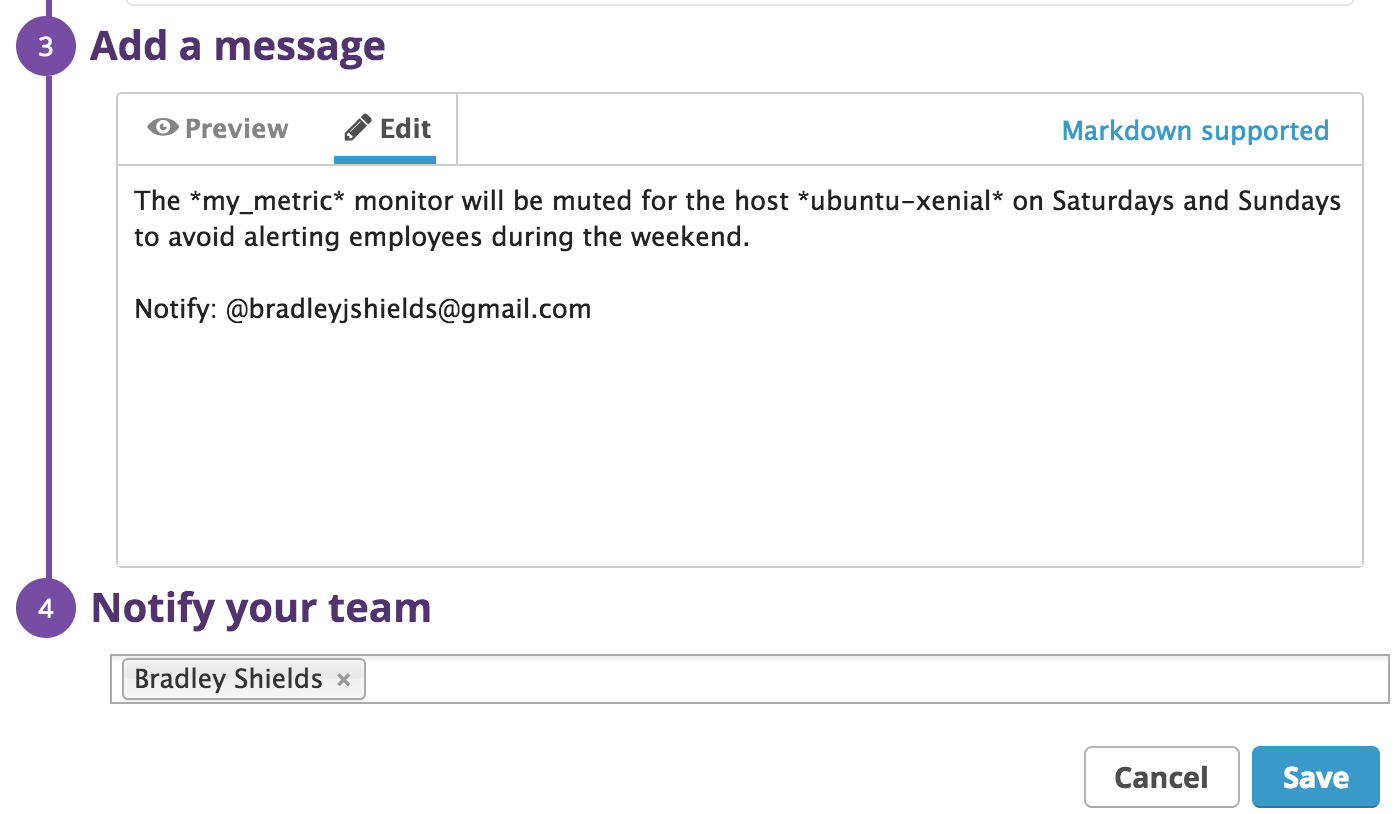 3 Add a message
Preview Edit Markdown supported
The *my_metric* monitor will be muted for the host *ubuntu-xenial* on Saturdays and Sundays
to avoid alerting employees during the weekend.
Notify: @bradleyjshields@gmail.com
4 Notify your team
Bradley Shields ×
Cancel Save